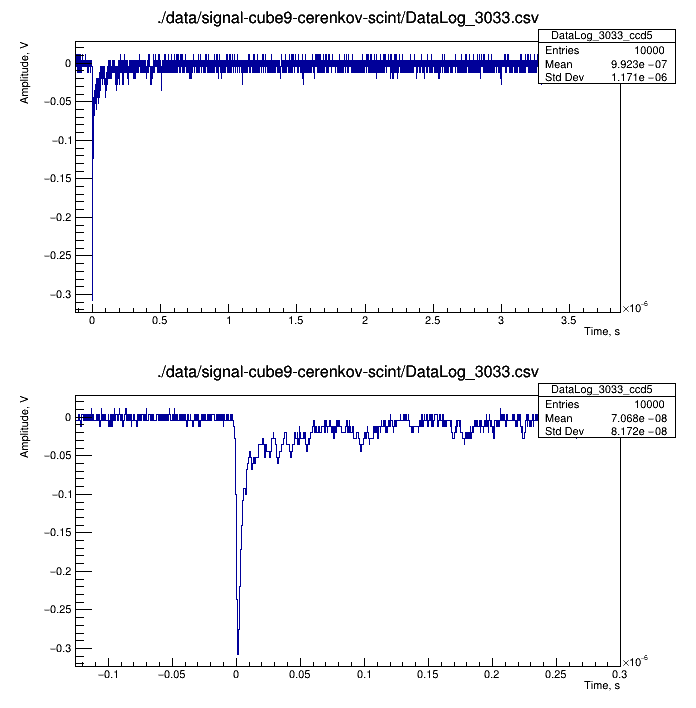 ./data/signal-cube9-cerenkov-scint/DataLog_3033.csv
DataLog_3033_ccd5
Entries 10000
Mean 9.923e−07
Std Dev 1.171e−06
Amplitude, V
0
−0.05
−0.1
−0.15
−0.2
−0.25
−0.3
0 0.5 1 1.5 2 2.5 3 3.5
×10⁻⁶
Time, s
./data/signal-cube9-cerenkov-scint/DataLog_3033.csv
DataLog_3033_ccd5
Entries 10000
Mean 7.068e−08
Std Dev 8.172e−08
Amplitude, V
0
−0.05
−0.1
−0.15
−0.2
−0.25
−0.3
−0.1 −0.05 0 0.05 0.1 0.15 0.2 0.25 0.3
×10⁻⁶
Time, s